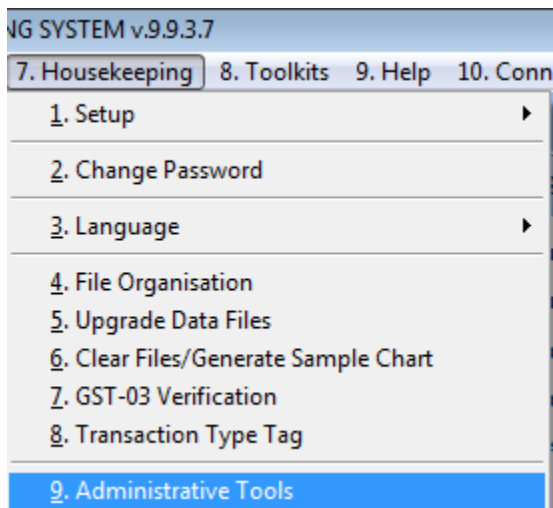 NG SYSTEM v.9.9.3.7
7. Housekeeping 8. Toolkits 9. Help 10. Conn
1. Setup
2. Change Password
3. Language
4. File Organisation
5. Upgrade Data Files
6. Clear Files/Generate Sample Chart
7. GST-03 Verification
8. Transaction Type Tag
9. Administrative Tools